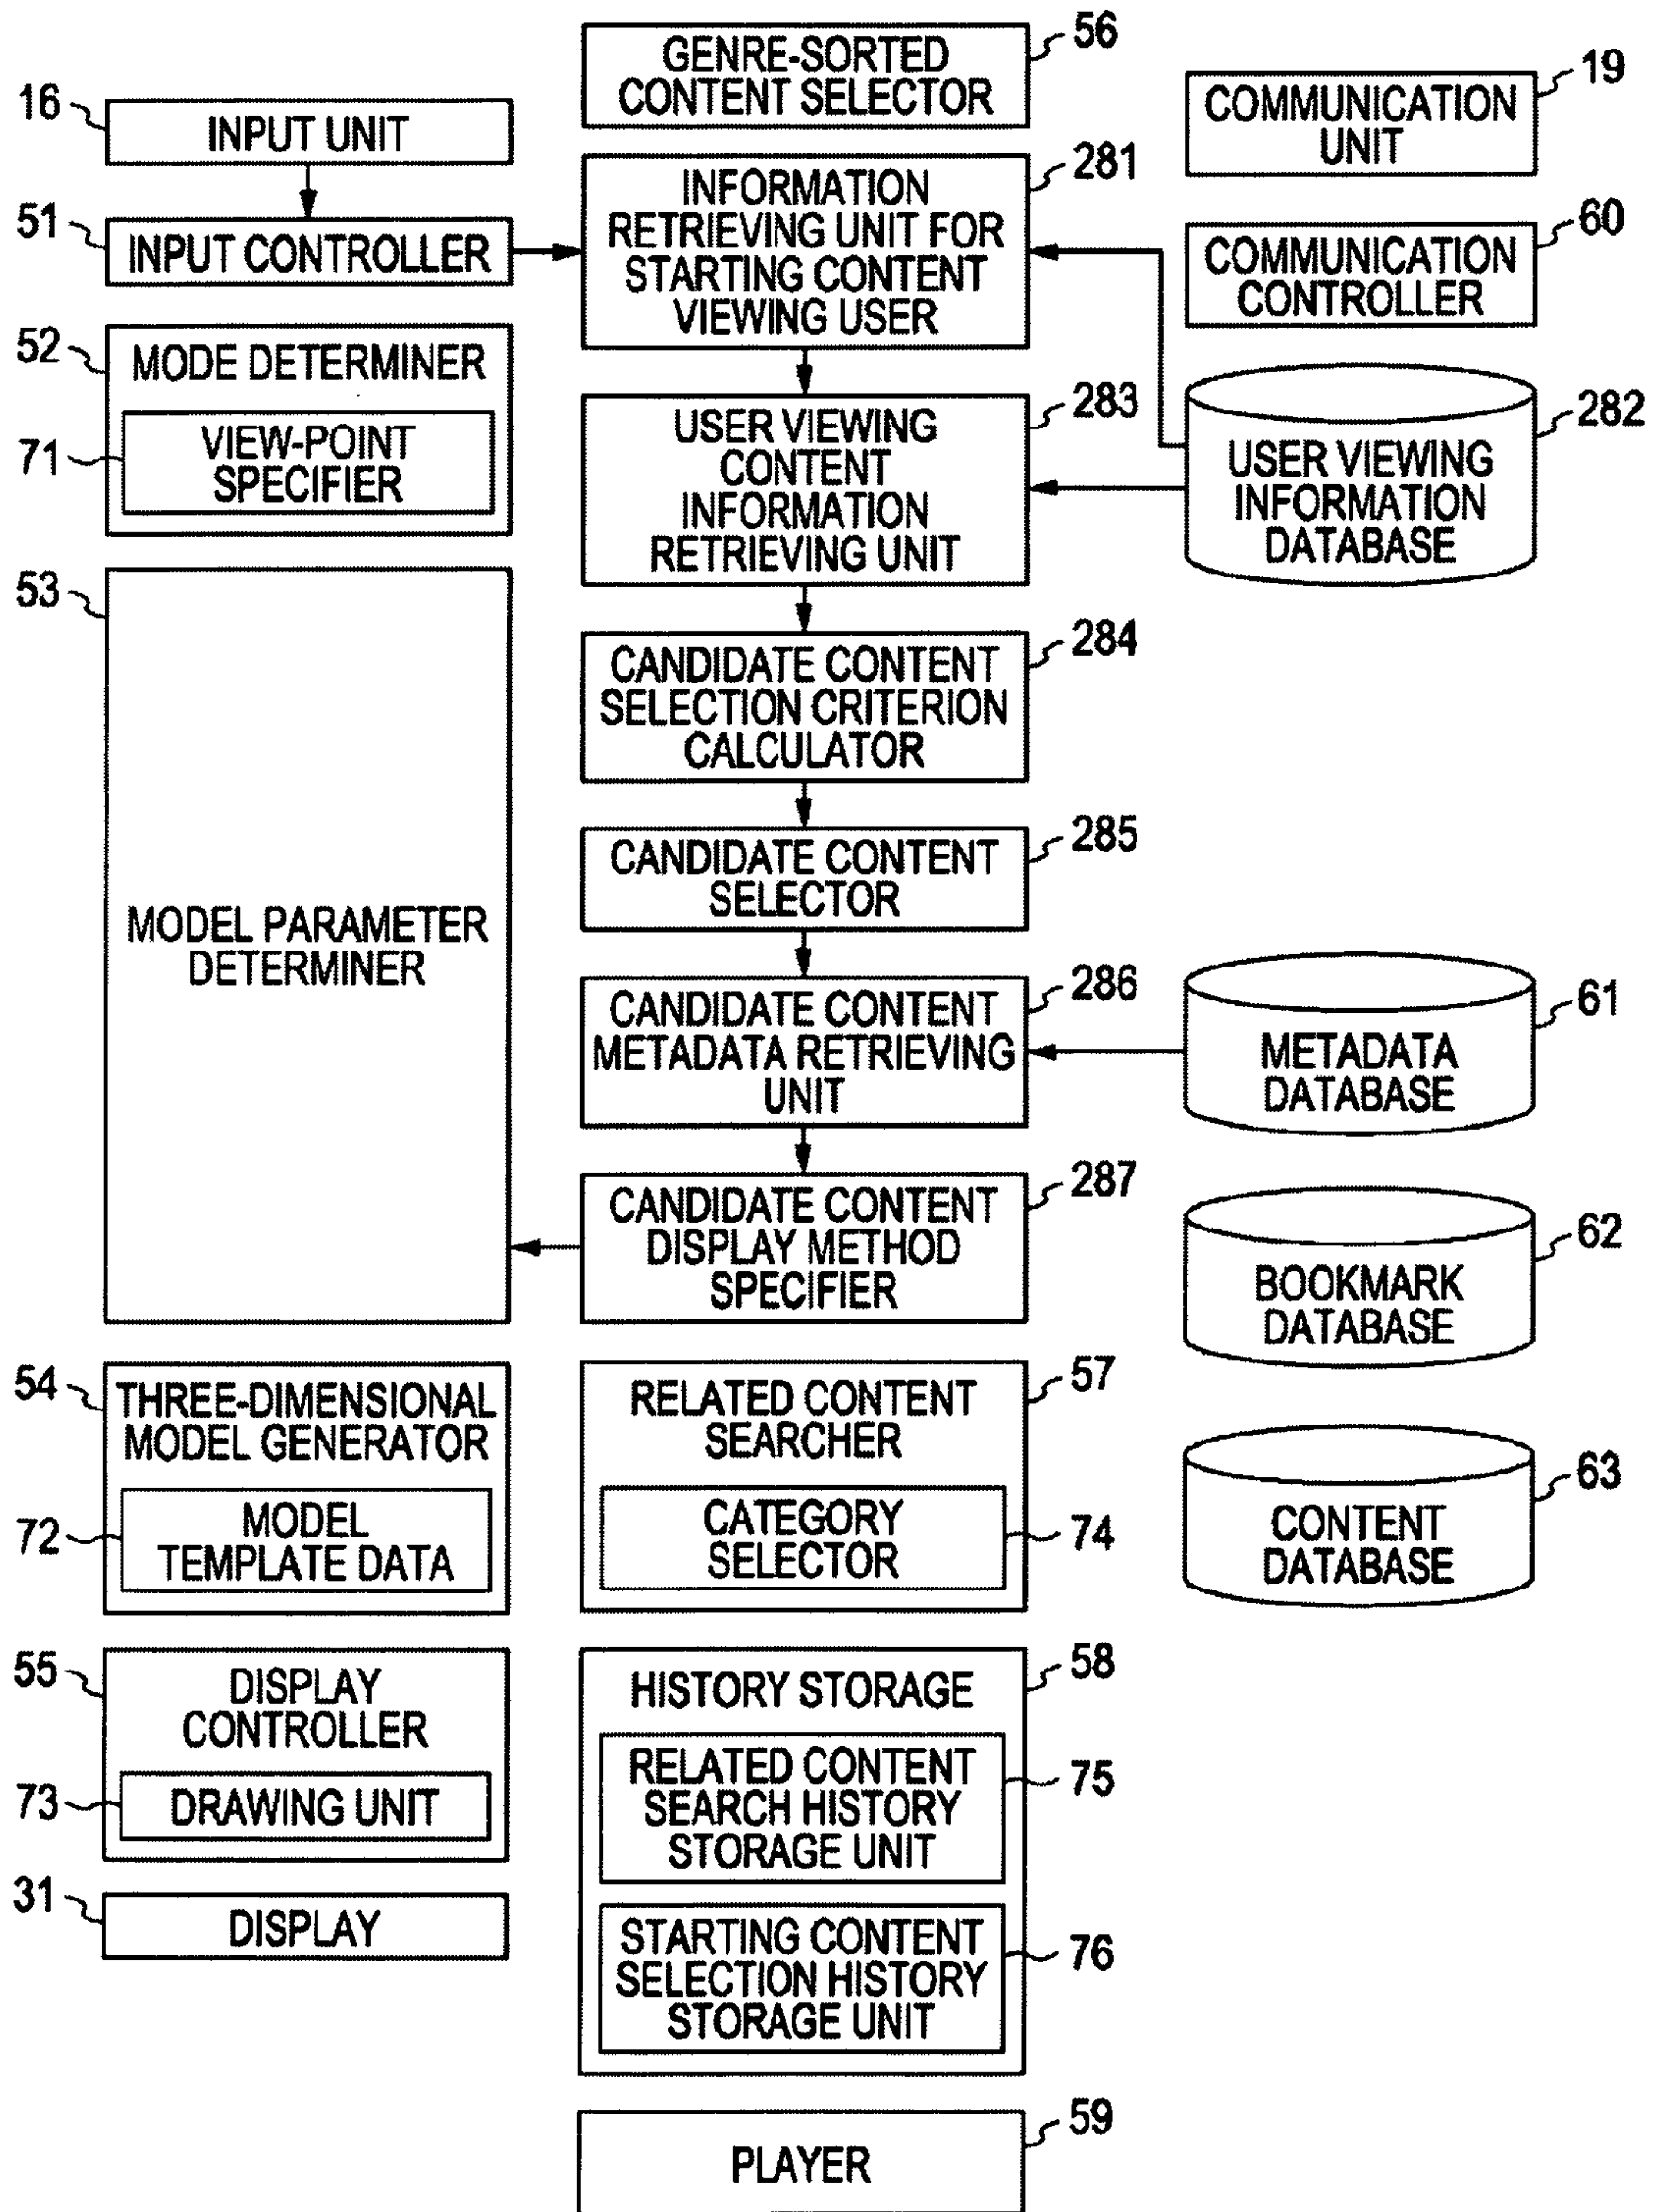 16
INPUT UNIT
51
INPUT CONTROLLER
52
MODE DETERMINER
71
VIEW-POINT
SPECIFIER
53
MODEL PARAMETER
DETERMINER
54
THREE-DIMENSIONAL
MODEL GENERATOR
72
MODEL
TEMPLATE DATA
55
DISPLAY
CONTROLLER
73
DRAWING UNIT
31
DISPLAY
56
GENRE-SORTED
CONTENT SELECTOR
281
INFORMATION
RETRIEVING UNIT FOR
STARTING CONTENT
VIEWING USER
283
USER VIEWING
CONTENT
INFORMATION
RETRIEVING UNIT
284
CANDIDATE CONTENT
SELECTION CRITERION
CALCULATOR
285
CANDIDATE CONTENT
SELECTOR
286
CANDIDATE CONTENT
METADATA RETRIEVING
UNIT
287
CANDIDATE CONTENT
DISPLAY METHOD
SPECIFIER
57
RELATED CONTENT
SEARCHER
CATEGORY
SELECTOR
74
58
HISTORY STORAGE
RELATED CONTENT
SEARCH HISTORY
STORAGE UNIT
75
STARTING CONTENT
SELECTION HISTORY
STORAGE UNIT
76
59
PLAYER
19
COMMUNICATION
UNIT
60
COMMUNICATION
CONTROLLER
282
USER VIEWING
INFORMATION
DATABASE
61
METADATA
DATABASE
62
BOOKMARK
DATABASE
63
CONTENT
DATABASE